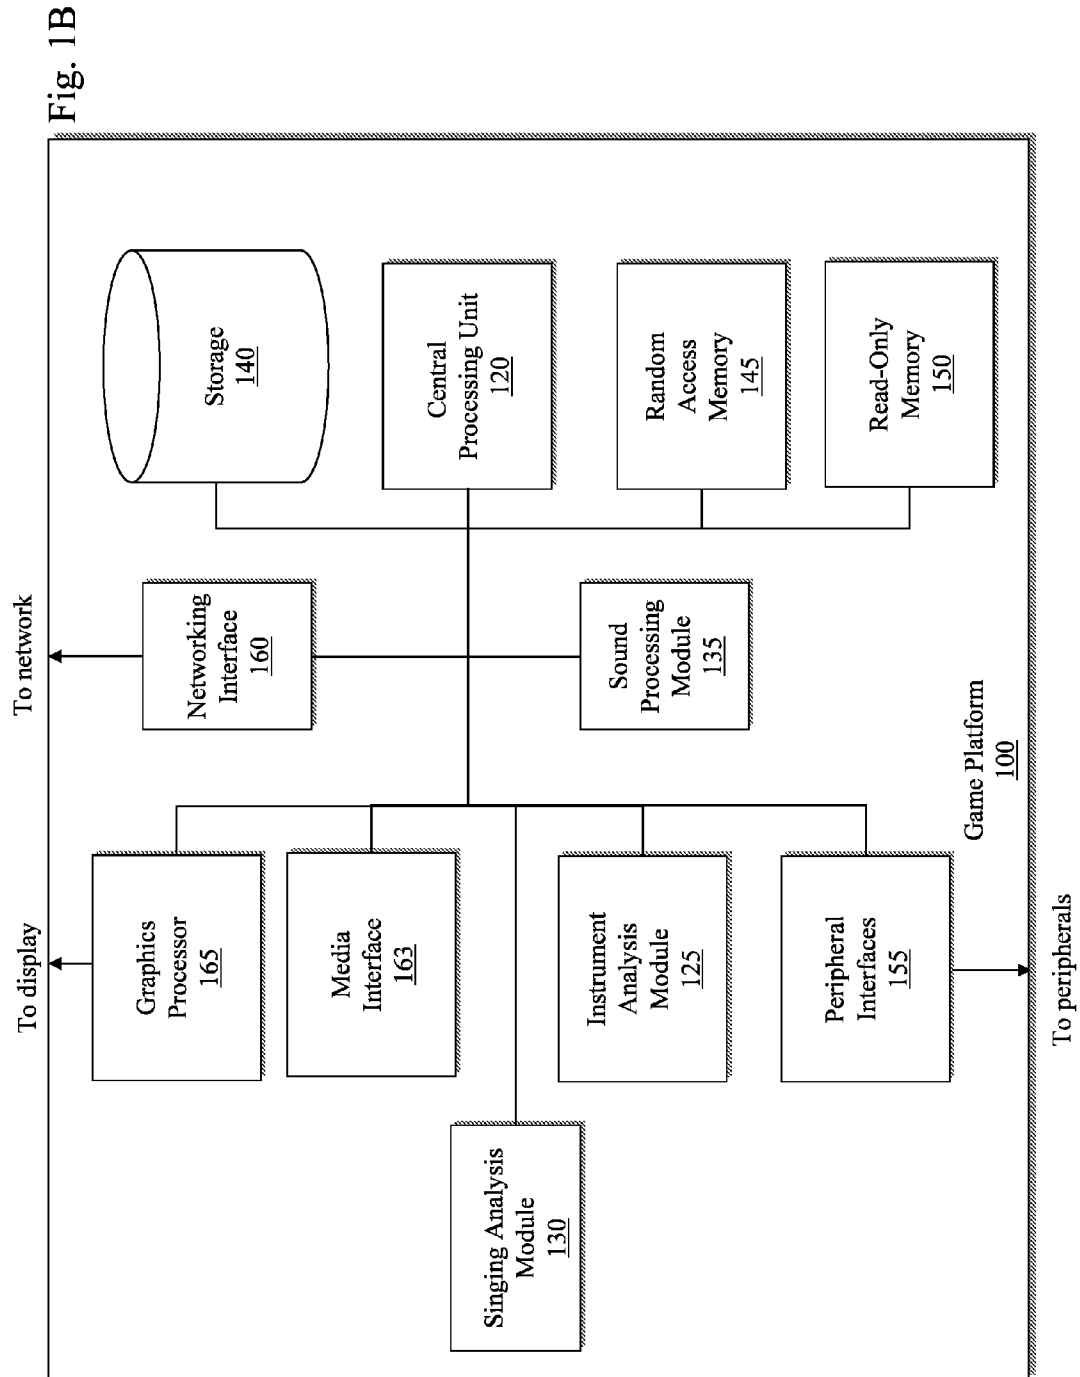 Fig. 1B
To display
To network
Graphics
Processor
165
Networking
Interface
160
Storage
140
Media
Interface
163
Central
Processing Unit
120
Singing Analysis
Module
130
Instrument
Analysis
Module
125
Sound
Processing
Module
135
Random
Access
Memory
145
Peripheral
Interfaces
155
Read-Only
Memory
150
Game Platform
100
To peripherals